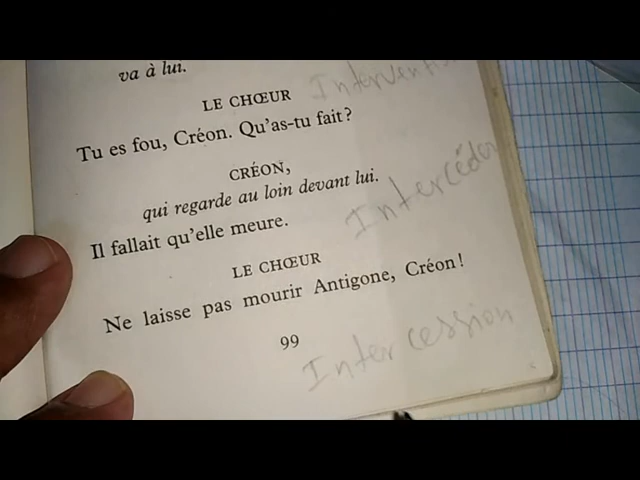 va à lui.
Intervention
LE CHŒUR
Tu es fou, Créon. Qu'as-tu fait ?
CRÉON,
qui regarde au loin devant lui.
Intercéder
Il fallait qu'elle meure.
LE CHŒUR
Ne laisse pas mourir Antigone, Créon !
99
Intercession